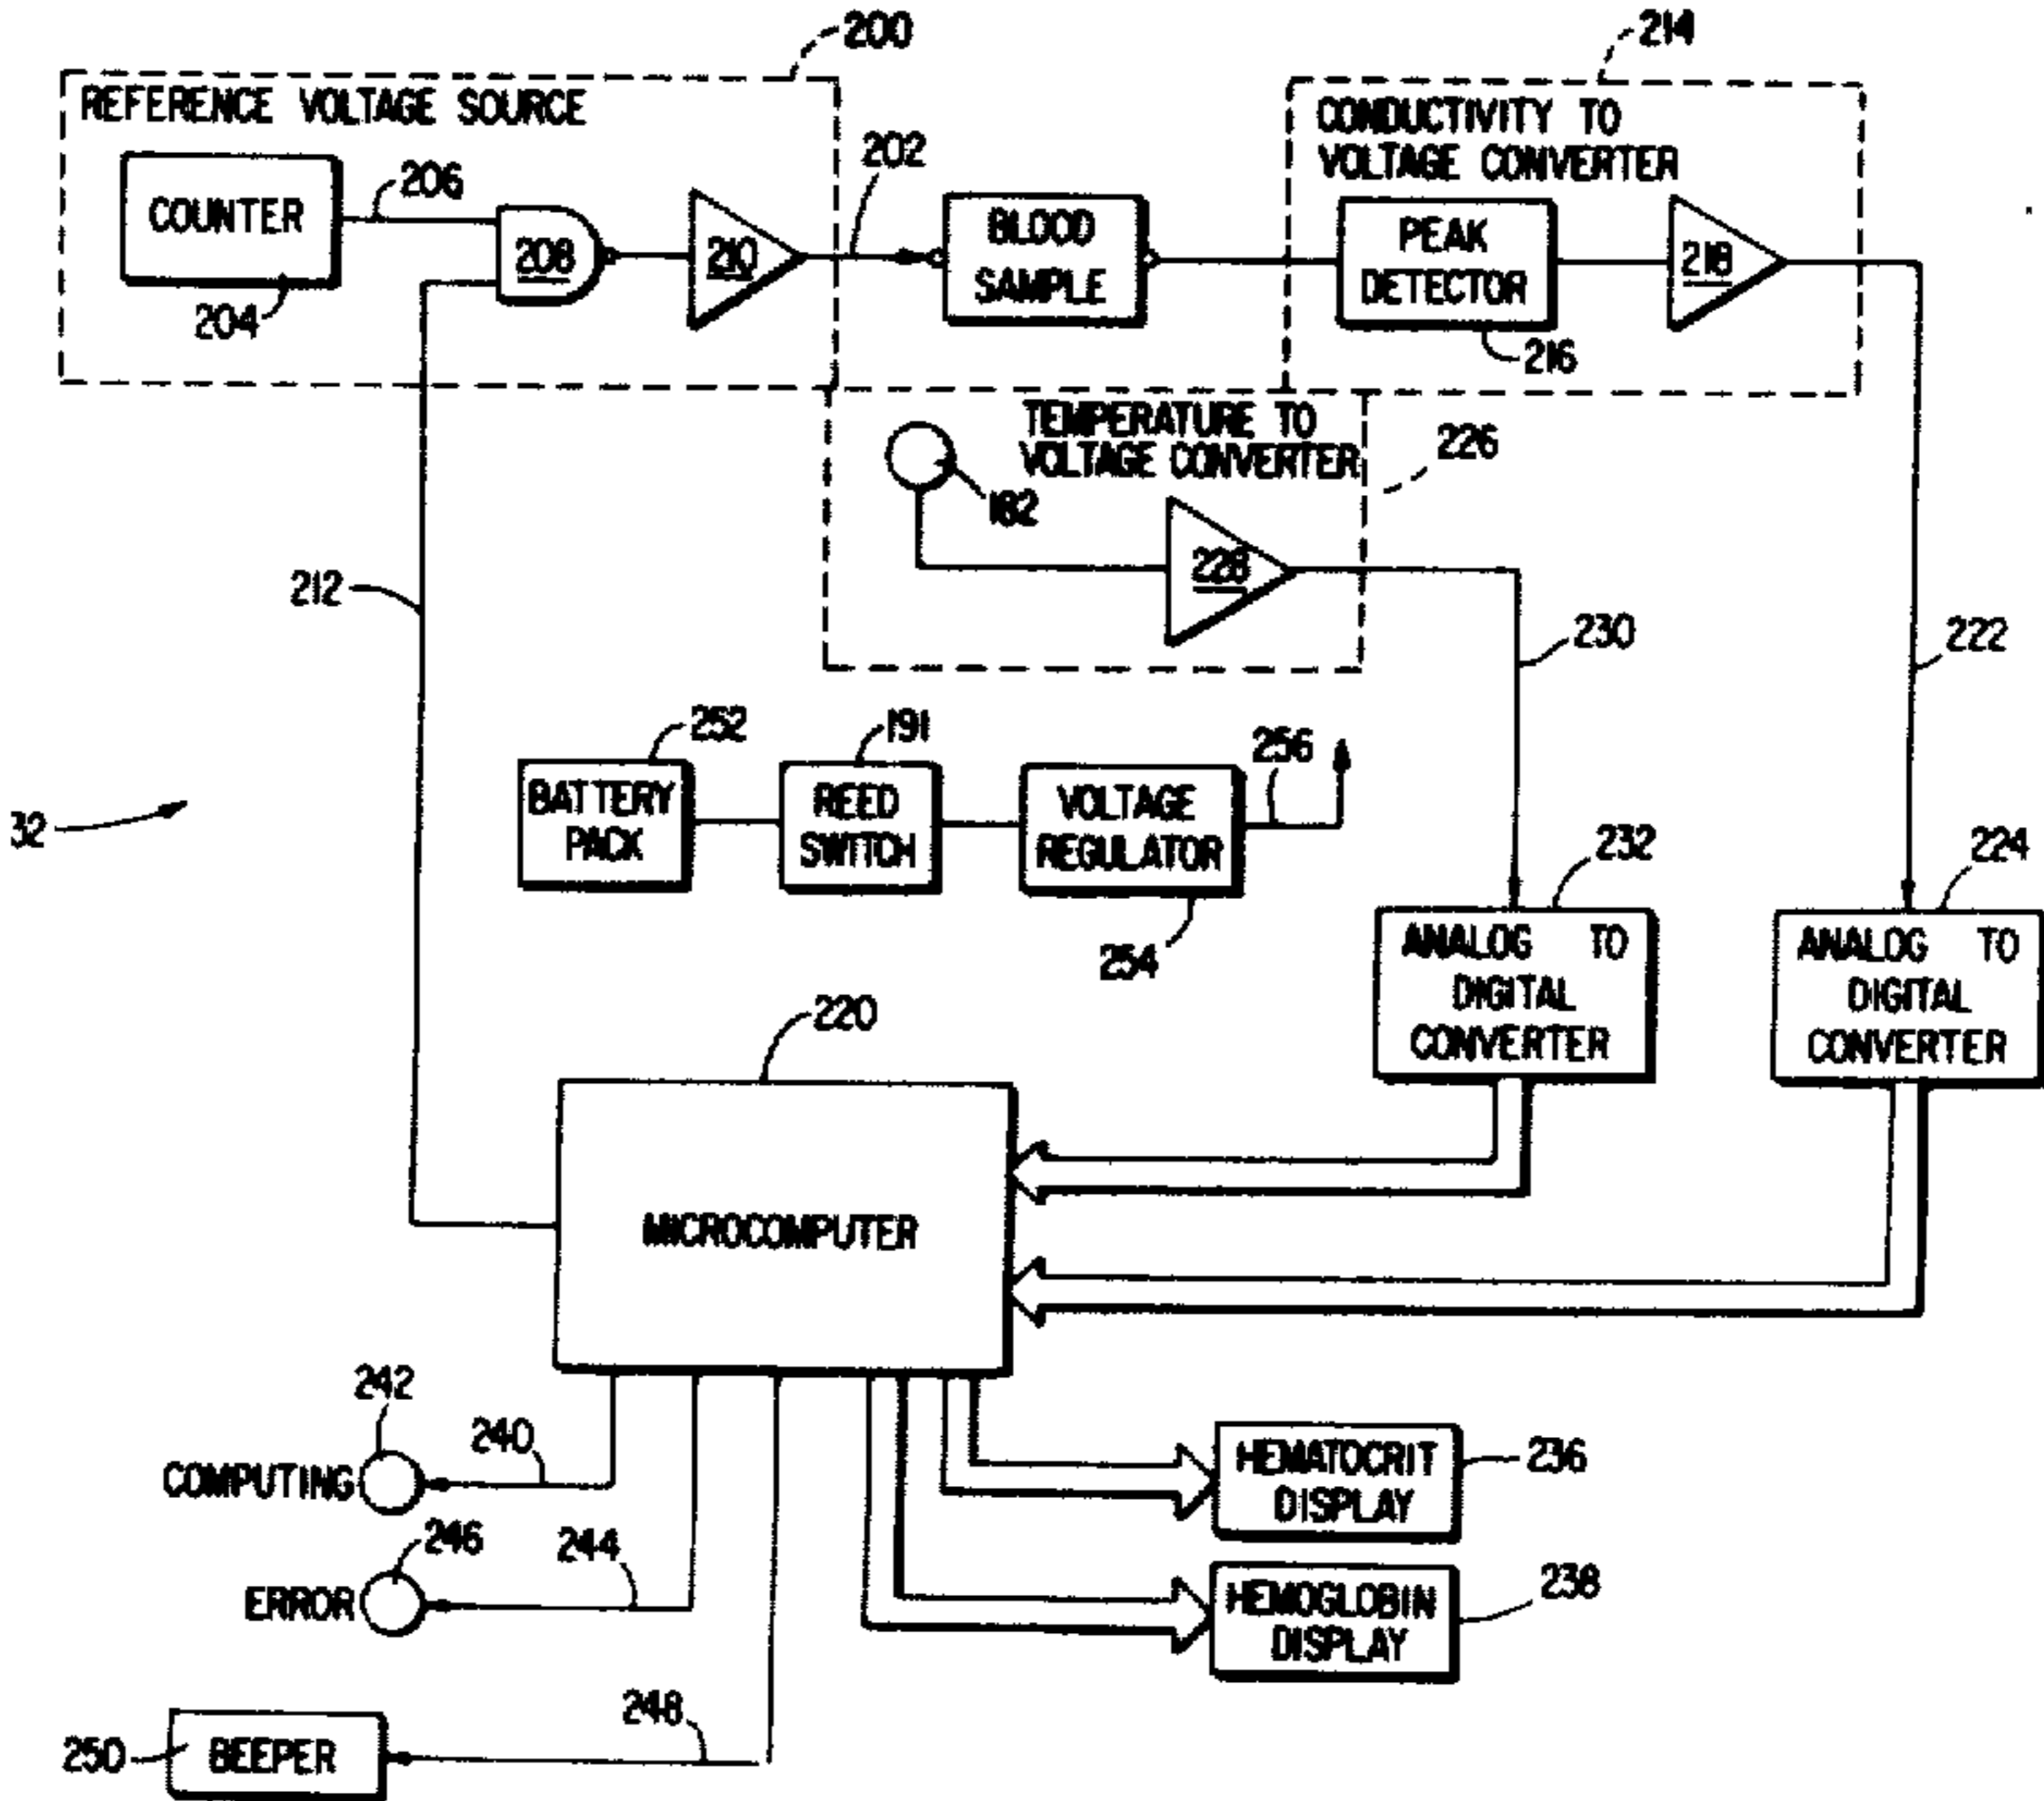 200
214
REFERENCE VOLTAGE SOURCE
CONDUCTIVITY TO
VOLTAGE CONVERTER
COUNTER
206
208
210
202
BLOOD
SAMPLE
PEAK
DETECTOR
218
204
216
TEMPERATURE TO
VOLTAGE CONVERTER
226
182
228
212
230
222
252
191
256
BATTERY
PACK
REED
SWITCH
VOLTAGE
REGULATOR
32
254
232
224
ANALOG TO
DIGITAL
CONVERTER
ANALOG TO
DIGITAL
CONVERTER
220
MICROCOMPUTER
242
240
COMPUTING
246
244
ERROR
HEMATOCRIT
DISPLAY
236
HEMOGLOBIN
DISPLAY
238
248
250
BEEPER